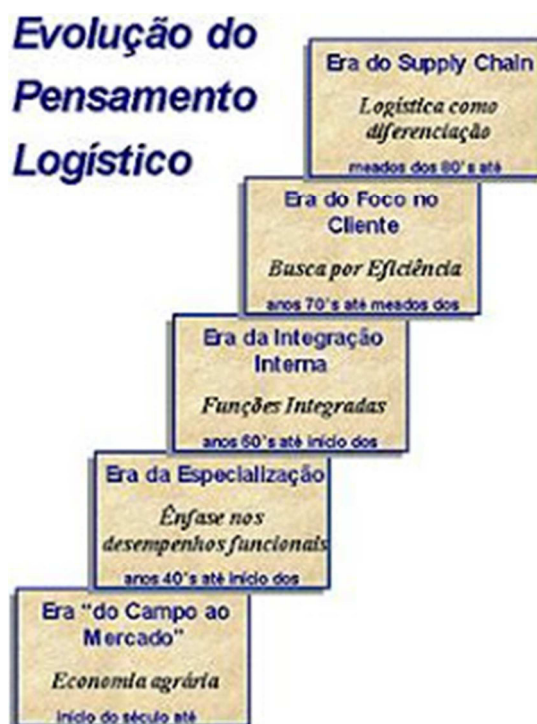 Evolução do
Pensamento
Logístico
Era do Supply Chain
Logística como
diferenciação
meados dos 80's até
Era do Foco no
Cliente
Busca por Eficiência
anos 70's até meados dos
Era da Integração
Interna
Funções Integradas
anos 60's até início dos
Era da Especialização
Ênfase nos
desempenhos funcionais
anos 40's até início dos
Era "do Campo ao
Mercado"
Economia agrária
início do século até